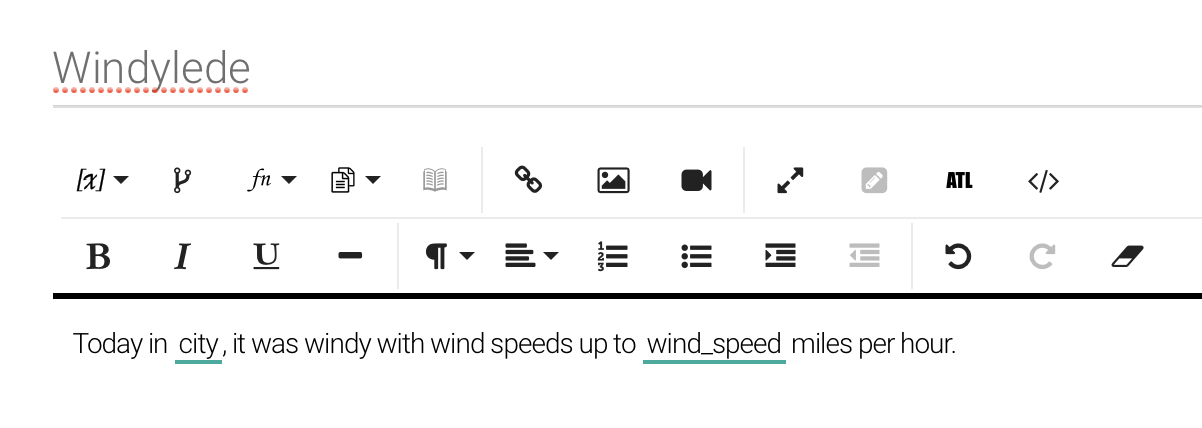 Windylede
[x] fn ATL </>
B I U
Today in city, it was windy with wind speeds up to wind_speed miles per hour.